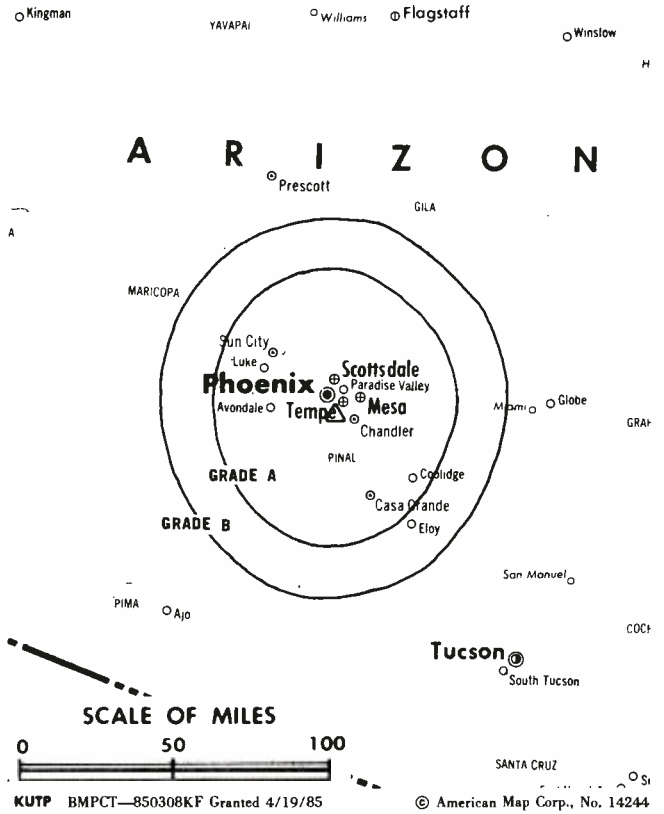 Kingman
YAVAPAI
Williams
Flagstaff
Winslow
H
A R I Z O N
Prescott
GILA
A
MARICOPA
Sun City
Luke
Scottsdale
Phoenix
Paradise Valley
Avondale
Tempe
Mesa
Miami
Globe
Chandler
GRAH
PINAL
GRADE A
Coolidge
Casa Grande
GRADE B
Eloy
San Manuel
PIMA
Ajo
COCH
Tucson
South Tucson
SCALE OF MILES
0 50 100
SANTA CRUZ
KUTP BMPCT—850308KF Granted 4/19/85
© American Map Corp., No. 14244